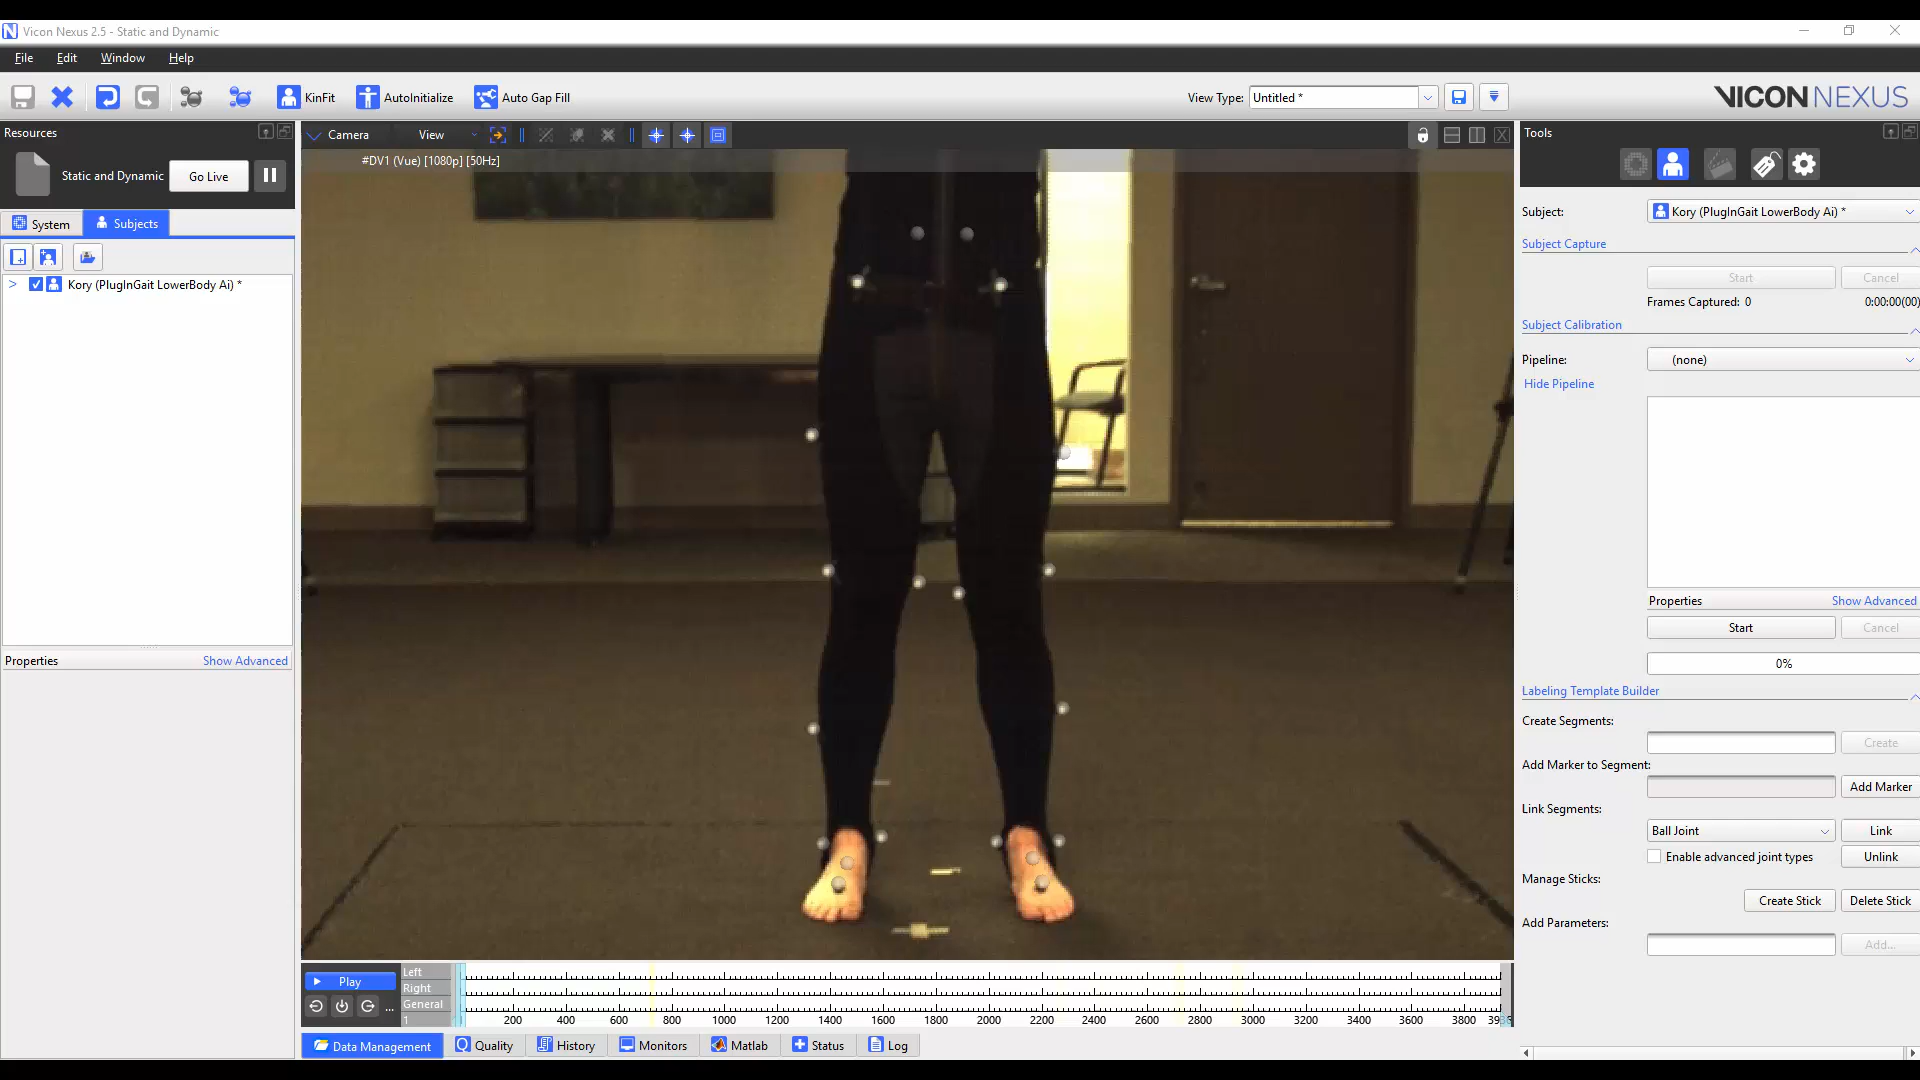 Vicon Nexus 2.5 - Static and Dynamic
File Edit Window Help
KinFit AutoInitialize Auto Gap Fill View Type: Untitled * VICON NEXUS
Resources
Static and Dynamic Go Live
System Subjects
Kory (PlugInGait LowerBody Ai) *
Properties Show Advanced
Camera View
#DV1 (Vue) [1080p] [50Hz]
Play
Left
Right
General
1 200 400 600 800 1000 1200 1400 1600 1800 2000 2200 2400 2600 2800 3000 3200 3400 3600 3800
Data Management Quality History Monitors Matlab Status Log
Tools
Subject: Kory (PlugInGait LowerBody Ai) *
Subject Capture
Start Cancel
Frames Captured: 0 0:00:00(00)
Subject Calibration
Pipeline: (none)
Hide Pipeline
Properties Show Advanced
Start Cancel
0%
Labeling Template Builder
Create Segments:
Create
Add Marker to Segment:
Add Marker
Link Segments:
Ball Joint Link
Enable advanced joint types Unlink
Manage Sticks:
Create Stick Delete Stick
Add Parameters:
Add...